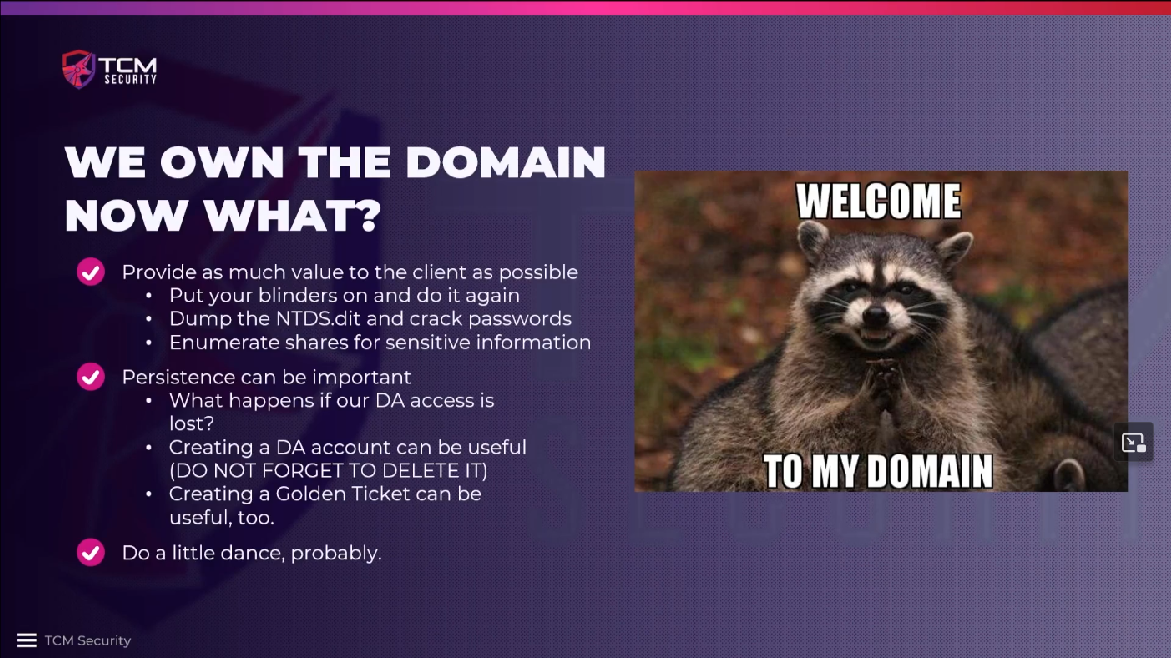 TCM
SECURITY
WE OWN THE DOMAIN
NOW WHAT?
Provide as much value to the client as possible
• Put your blinders on and do it again
• Dump the NTDS.dit and crack passwords
• Enumerate shares for sensitive information
Persistence can be important
• What happens if our DA access is
lost?
• Creating a DA account can be useful
(DO NOT FORGET TO DELETE IT)
• Creating a Golden Ticket can be
useful, too.
Do a little dance, probably.
WELCOME
TO MY DOMAIN
TCM Security